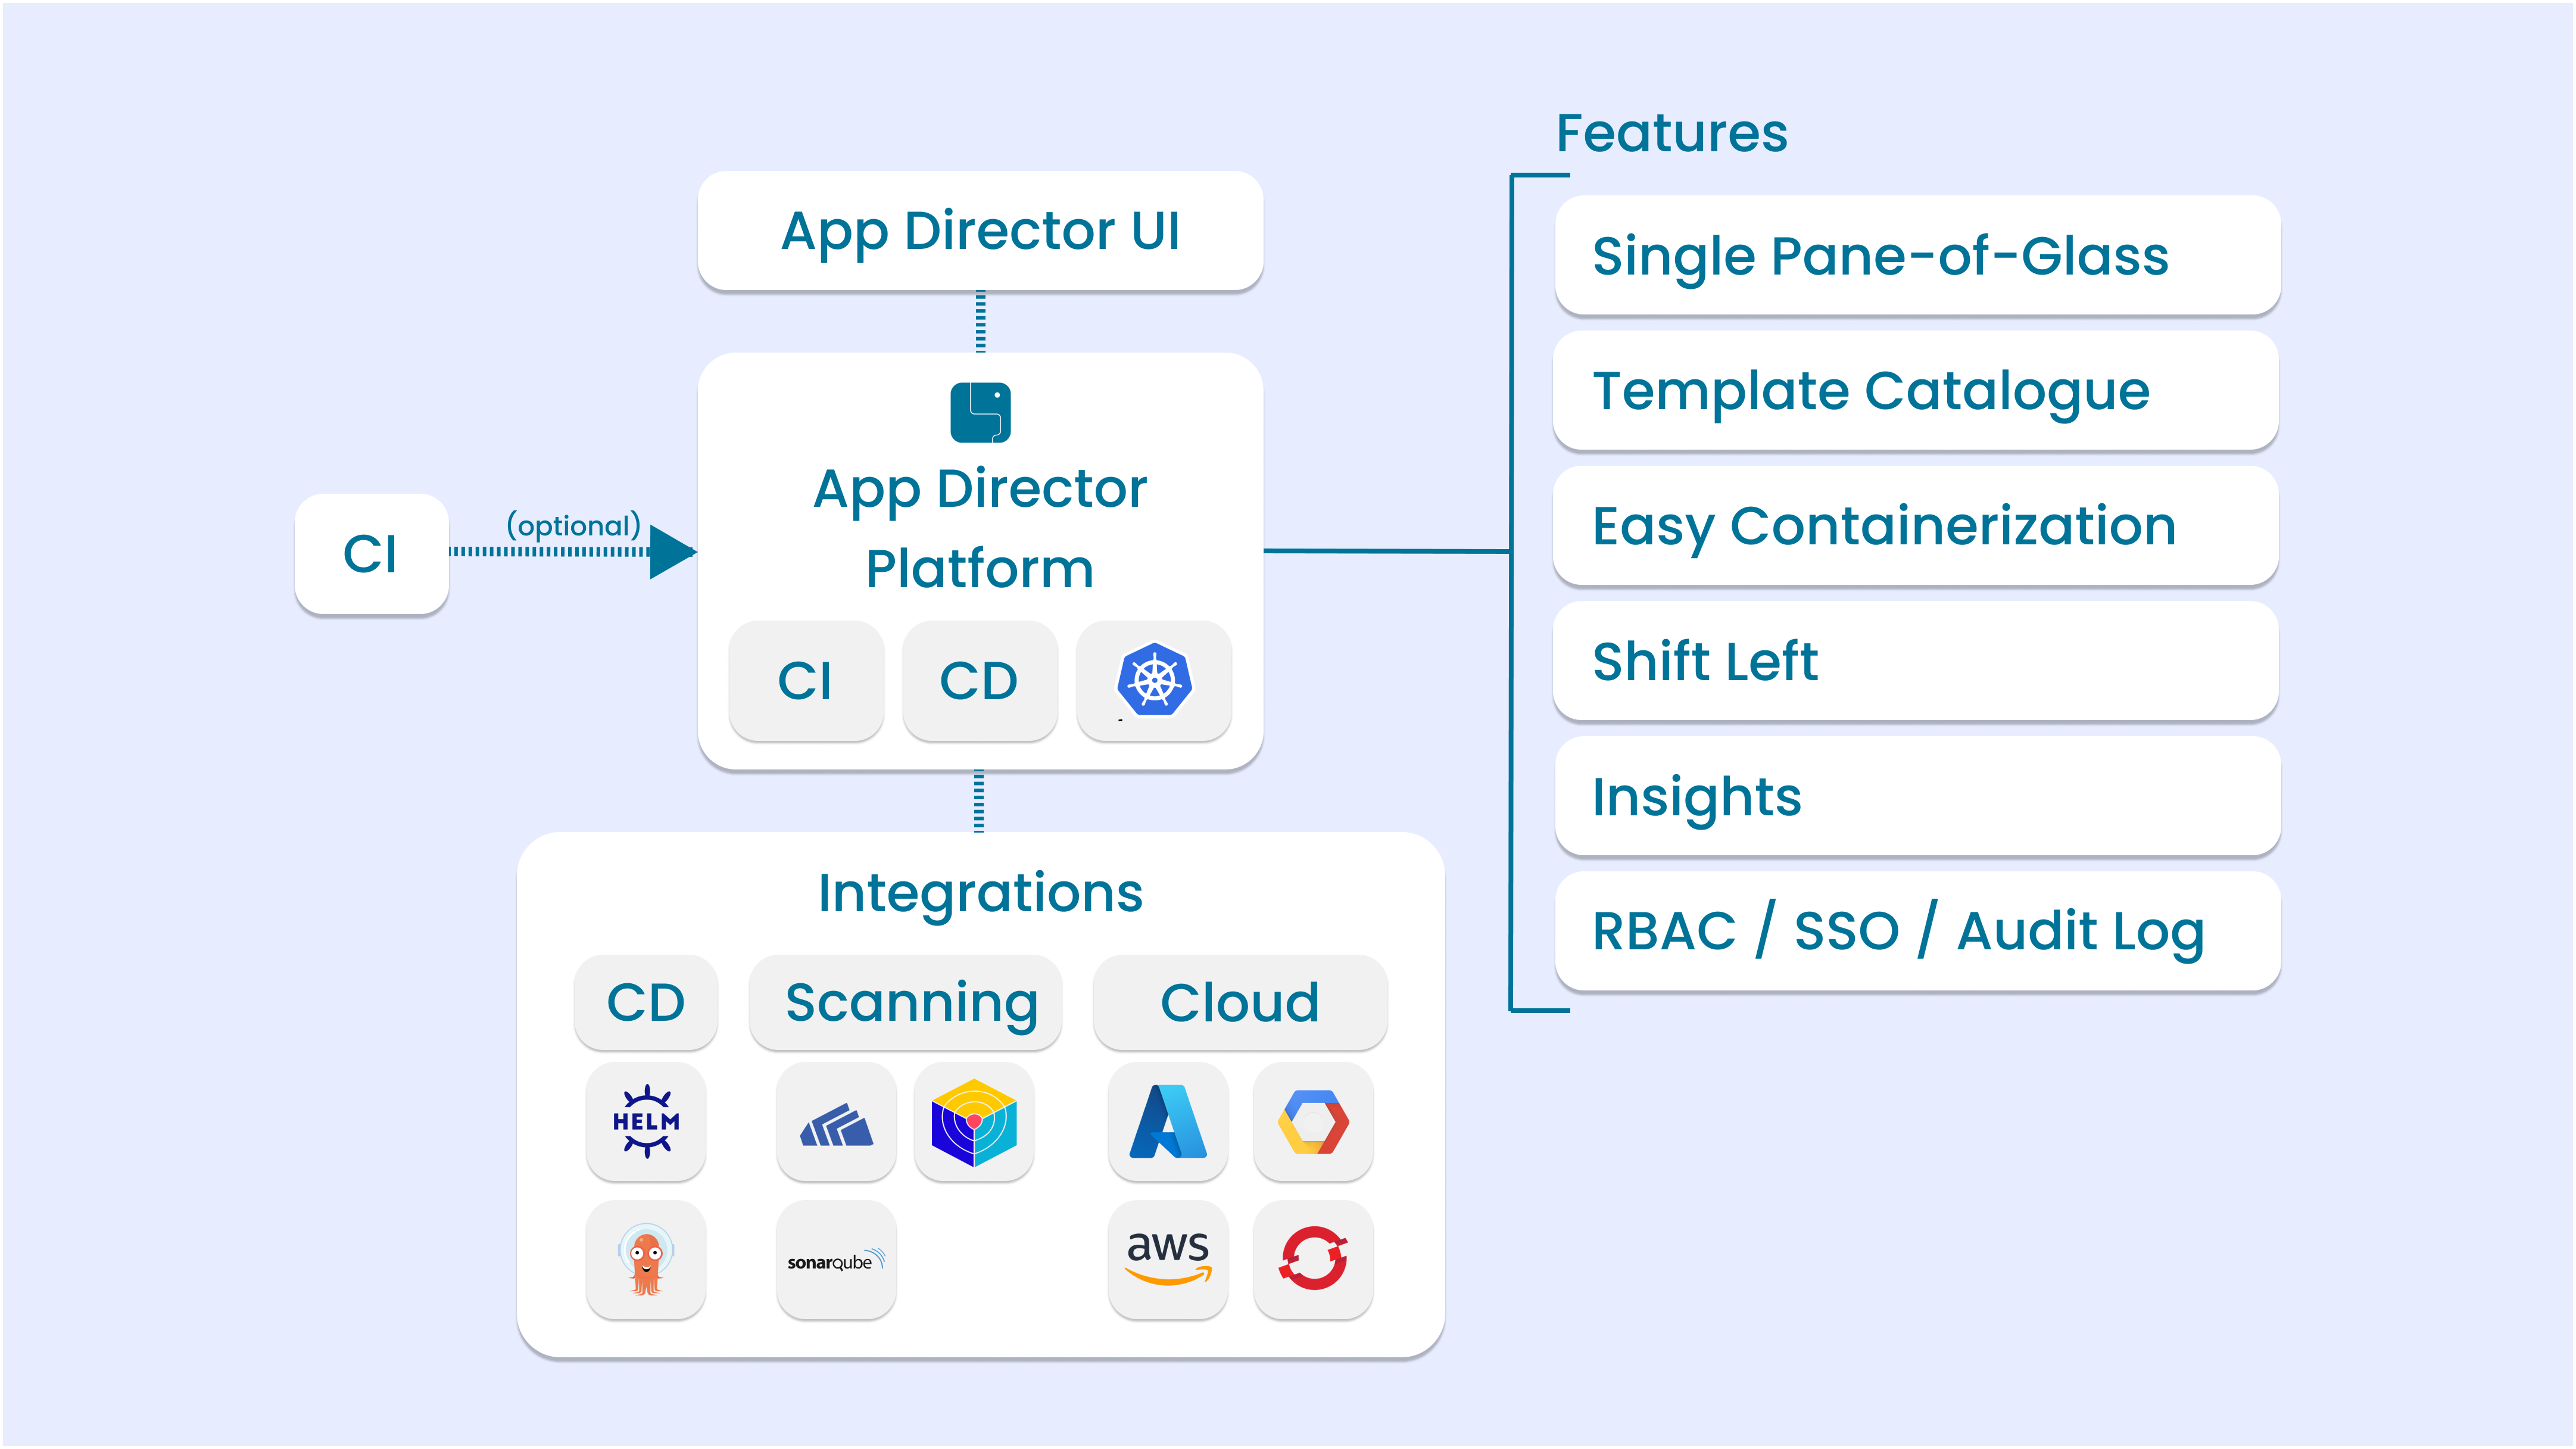 Features
App Director UI
Single Pane-of-Glass
Template Catalogue
Easy Containerization
Shift Left
Insights
RBAC / SSO / Audit Log
CI
(optional)
App Director
Platform
CI
CD
Integrations
CD
Scanning
Cloud
HELM
sonarqube
aws